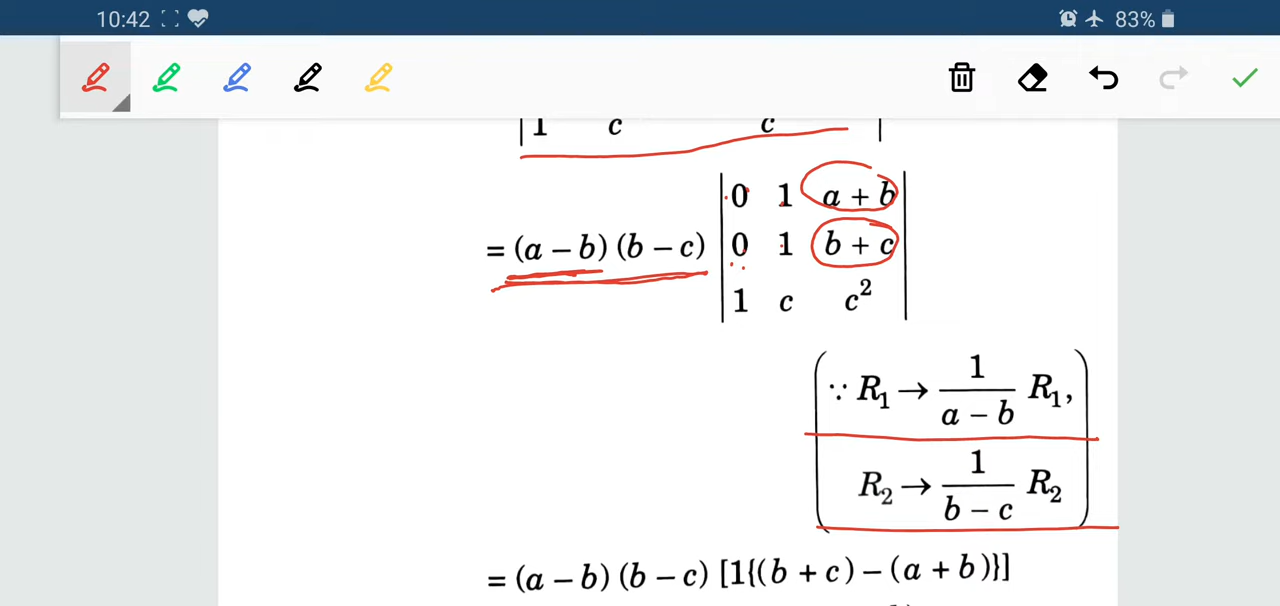 10:42 83%
|1 c c |
= (a − b) (b − c) | 0 1 a + b |
| 0 1 b + c |
| 1 c c² |
( ∵ R₁ → 1/(a − b) R₁,
R₂ → 1/(b − c) R₂ )
= (a − b) (b − c) [1{(b + c) − (a + b)}]